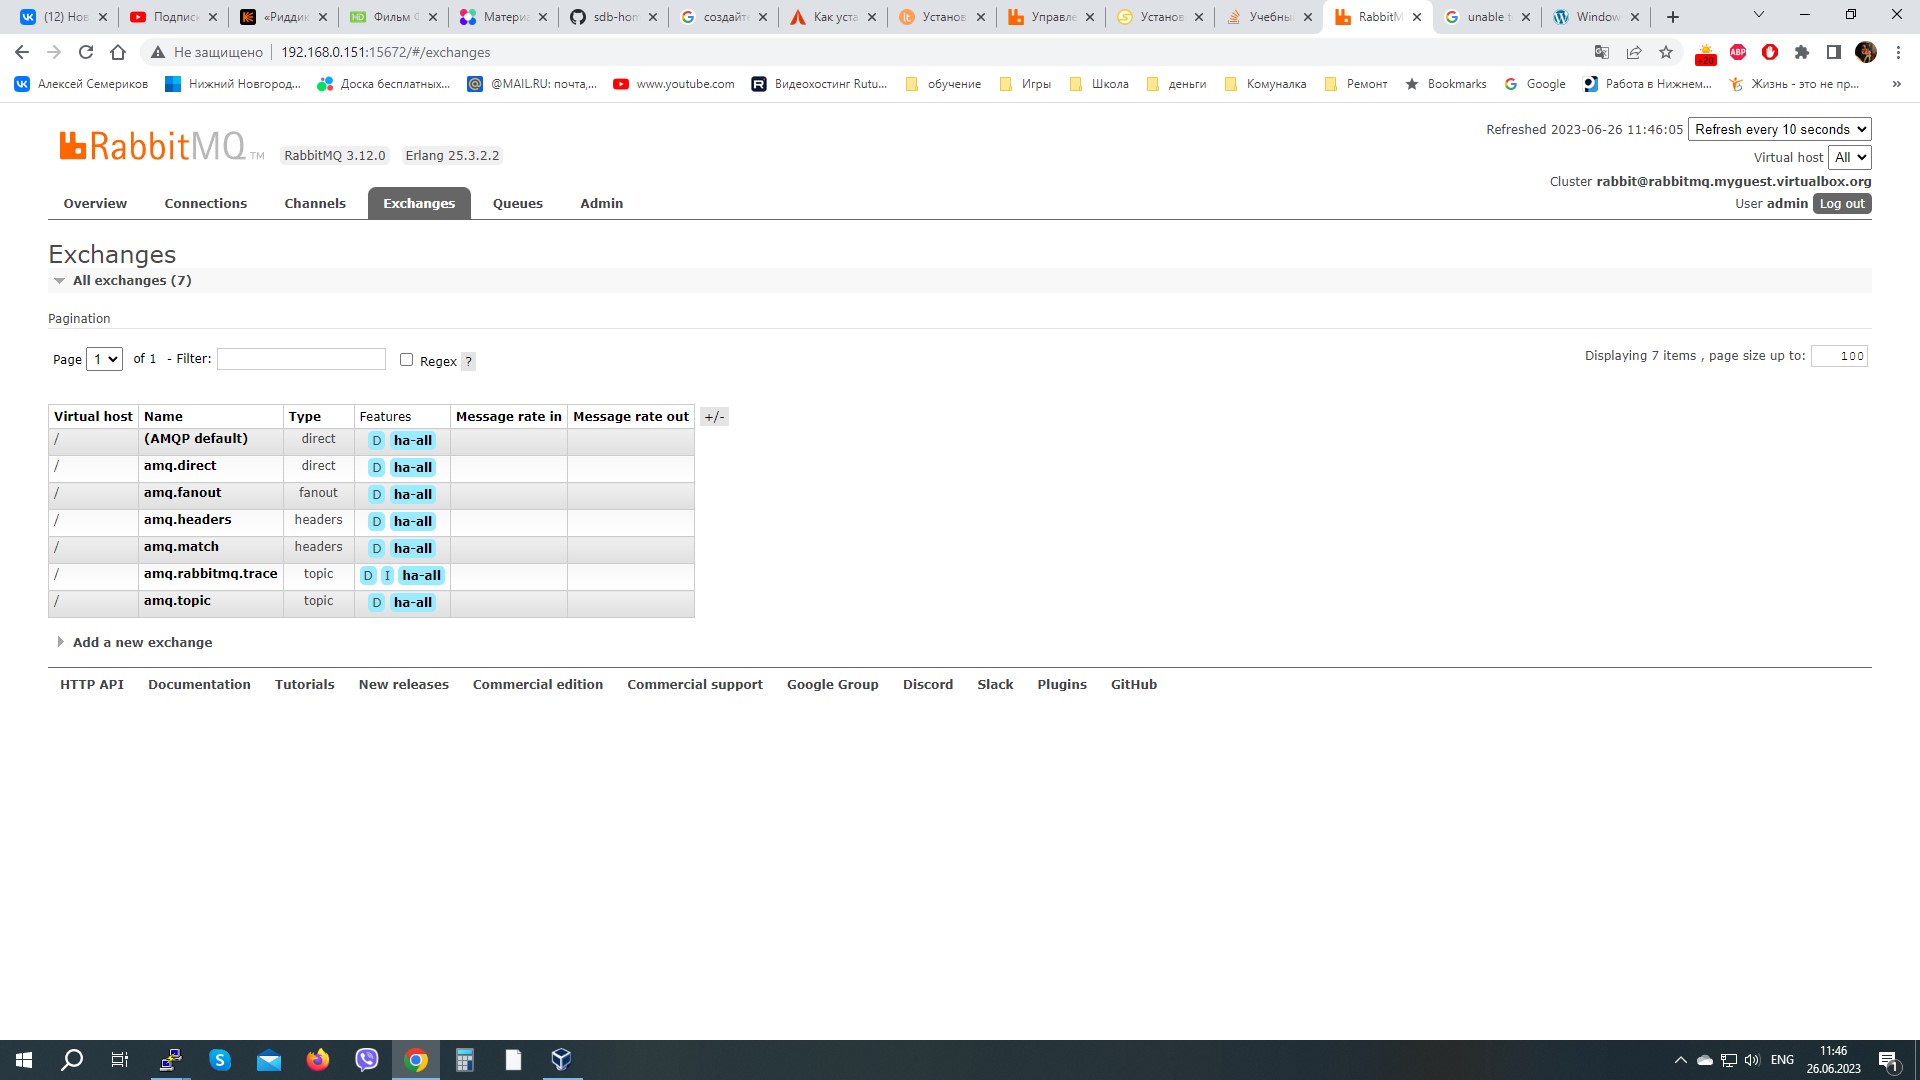 (12) Нов Подписк «Риддик HD Фильм Ф Материа sdb-hom создайте Как уста Установ Управле Установ Учебны RabbitM unable t Window
Не защищено 192.168.0.151:15672/#/exchanges +20 ABP
Алексей Семериков Нижний Новгород... Доска бесплатных... @MAIL.RU: почта,... www.youtube.com Видеохостинг Rutu... обучение Игры Школа деньги Комуналка Ремонт Bookmarks Google Работа в Нижнем... Жизнь - это не пр... »
RabbitMQ TM RabbitMQ 3.12.0 Erlang 25.3.2.2
Refreshed 2023-06-26 11:46:05 Refresh every 10 seconds
Virtual host All
Cluster rabbit@rabbitmq.myguest.virtualbox.org
User admin Log out
Overview Connections Channels Exchanges Queues Admin
Exchanges
All exchanges (7)
Pagination
Page 1 of 1 - Filter: Regex ? Displaying 7 items , page size up to: 100
Virtual host Name Type Features Message rate in Message rate out +/-
/ (AMQP default) direct D ha-all
/ amq.direct direct D ha-all
/ amq.fanout fanout D ha-all
/ amq.headers headers D ha-all
/ amq.match headers D ha-all
/ amq.rabbitmq.trace topic D I ha-all
/ amq.topic topic D ha-all
Add a new exchange
HTTP API Documentation Tutorials New releases Commercial edition Commercial support Google Group Discord Slack Plugins GitHub
ENG 11:46
26.06.2023
1